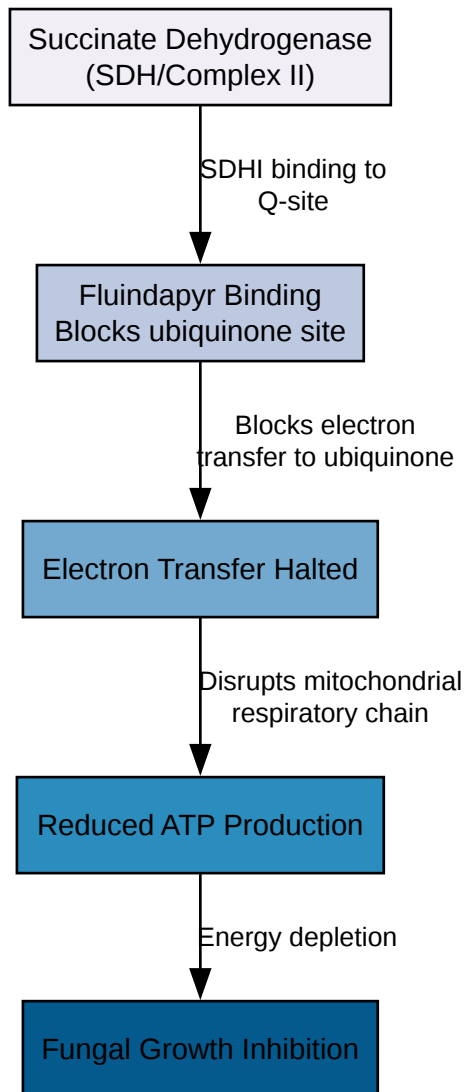 Succinate Dehydrogenase
(SDH/Complex II)
SDHI binding to
Q-site
Fluindapyr Binding
Blocks ubiquinone site
Blocks electron
transfer to ubiquinone
Electron Transfer Halted
Disrupts mitochondrial
respiratory chain
Reduced ATP Production
Energy depletion
Fungal Growth Inhibition